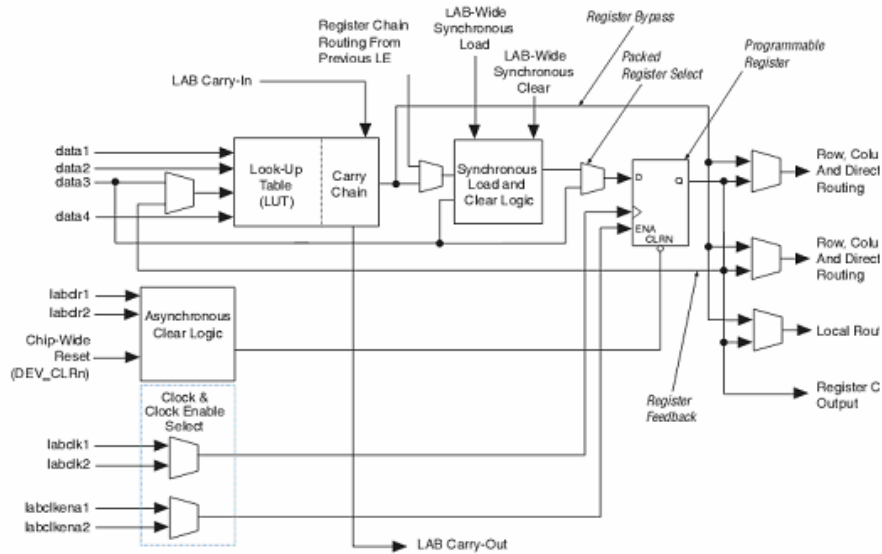 Register Bypass
Register Chain
Routing From
Previous LE
LAB-Wide
Synchronous
Load
LAB-Wide
Synchronous
Clear
Packed
Register Select
Programmable
Register
LAB Carry-In
data1
data2
data3
data4
Look-Up
Table
(LUT)
Carry
Chain
Synchronous
Load and
Clear Logic
D
Q
ENA
CLRN
Row, Colu
And Direct
Routing
Row, Colu
And Direct
Routing
Local Rout
Register C
Output
labclr1
labclr2
Chip-Wide
Reset
(DEV_CLRn)
Asynchronous
Clear Logic
Clock &
Clock Enable
Select
labclk1
labclk2
labclkena1
labclkena2
Register
Feedback
LAB Carry-Out